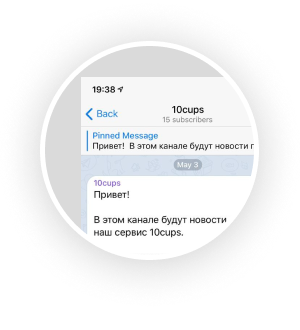 19:38
Back
10cups
15 subscribers
Pinned Message
Привет! В этом канале будут новости
May 3
10cups
Привет!
В этом канале будут новости
наш сервис 10cups.